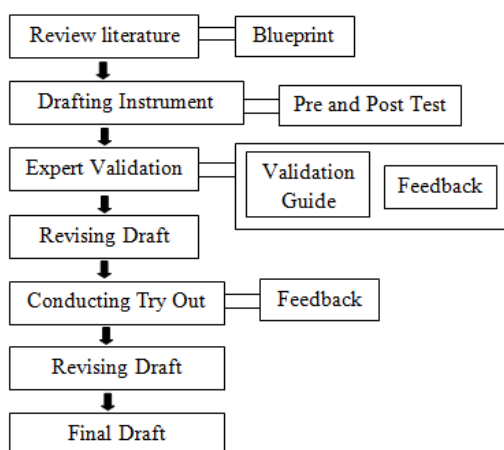 Review literature
Blueprint
Drafting Instrument
Pre and Post Test
Expert Validation
Validation
Guide
Feedback
Revising Draft
Conducting Try Out
Feedback
Revising Draft
Final Draft